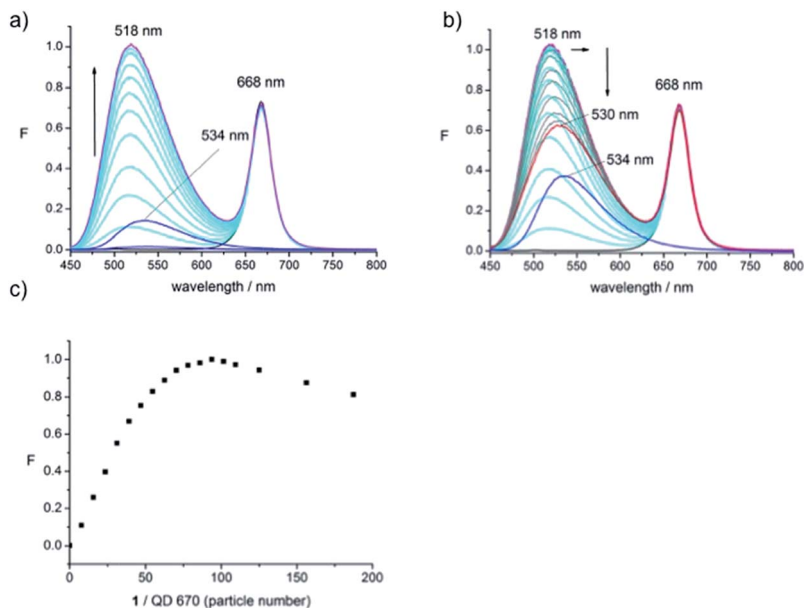 a)
518 nm
668 nm
534 nm
F
1.0
0.8
0.6
0.4
0.2
0.0
450 500 550 600 650 700 750 800
wavelength / nm
b)
518 nm
668 nm
530 nm
534 nm
F
1.0
0.8
0.6
0.4
0.2
0.0
450 500 550 600 650 700 750 800
wavelength / nm
c)
F
1.0
0.8
0.6
0.4
0.2
0.0
0 50 100 150 200
1 / QD 670 (particle number)